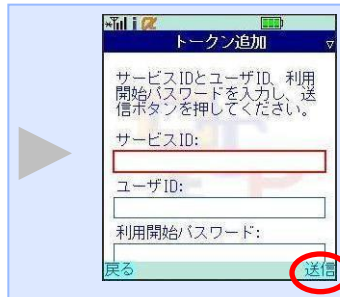 トークン追加
サービスIDとユーザID、利用
開始パスワードを入力し、送
信ボタンを押してください。
サービスID:
ユーザID:
利用開始パスワード:
戻る 送信